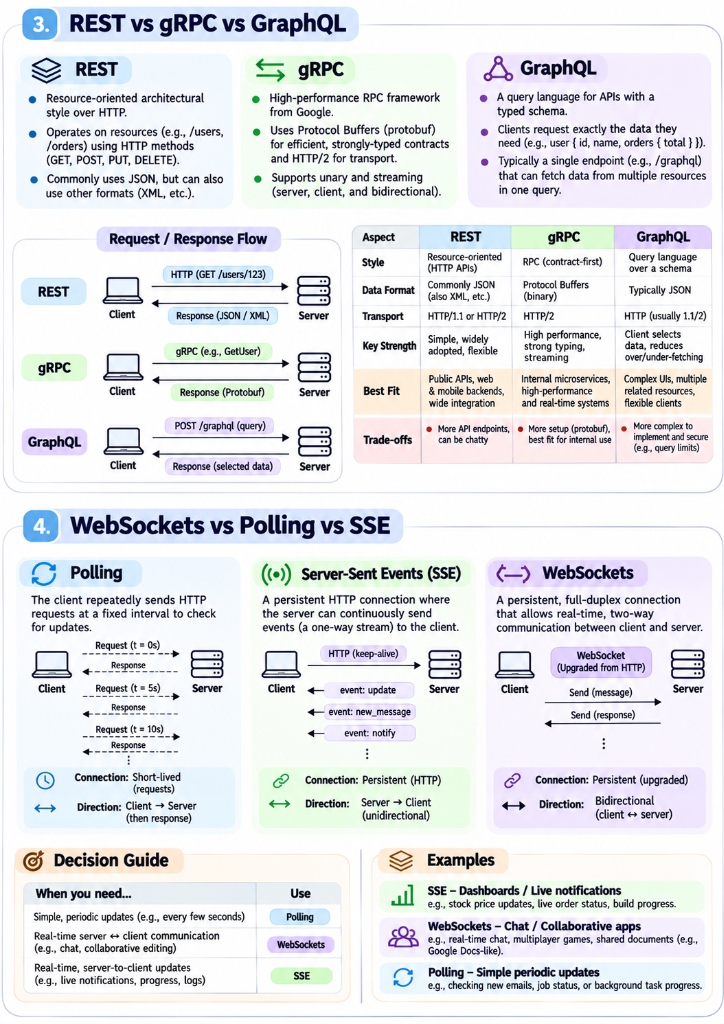 3. REST vs gRPC vs GraphQL
REST
Resource-oriented architectural
style over HTTP.
Operates on resources (e.g., /users,
/orders) using HTTP methods
(GET, POST, PUT, DELETE).
Commonly uses JSON, but can also
use other formats (XML, etc.).
gRPC
High-performance RPC framework
from Google.
Uses Protocol Buffers (protobuf)
for efficient, strongly-typed contracts
and HTTP/2 for transport.
Supports unary and streaming
(server, client, and bidirectional).
GraphQL
A query language for APIs with a
typed schema.
Clients request exactly the data they
need (e.g., user { id, name, orders { total } }).
Typically a single endpoint (e.g., /graphql)
that can fetch data from multiple resources
in one query.
Request / Response Flow
REST
HTTP (GET /users/123)
Response (JSON / XML)
Client
Server
gRPC
gRPC (e.g., GetUser)
Response (Protobuf)
Client
Server
GraphQL
POST /graphql (query)
Response (selected data)
Client
Server
Aspect REST gRPC GraphQL
Style
Resource-oriented
(HTTP APIs)
RPC (contract-first)
Query language
over a schema
Data Format
Commonly JSON
(also XML, etc.)
Protocol Buffers
(binary)
Typically JSON
Transport HTTP/1.1 or HTTP/2 HTTP/2 HTTP (usually 1.1/2)
Key Strength
Simple, widely
adopted, flexible
High performance,
strong typing,
streaming
Client selects
data, reduces
over/under-fetching
Best Fit
Public APIs, web
& mobile backends,
wide integration
Internal microservices,
high-performance
and real-time systems
Complex UIs, multiple
related resources,
flexible clients
Trade-offs
More API endpoints,
can be chatty
More setup (protobuf),
best fit for internal use
More complex to
implement and secure
(e.g., query limits)
4. WebSockets vs Polling vs SSE
Polling
The client repeatedly sends HTTP
requests at a fixed interval to check
for updates.
Request (t = 0s)
Response
Client
Server
Request (t = 5s)
Response
Request (t = 10s)
Response
Connection: Short-lived
(requests)
Direction: Client → Server
(then response)
Server-Sent Events (SSE)
A persistent HTTP connection where
the server can continuously send
events (a one-way stream) to the client.
HTTP (keep-alive)
Client
Server
event: update
event: new_message
event: notify
Connection: Persistent (HTTP)
Direction: Server → Client
(unidirectional)
WebSockets
A persistent, full-duplex connection
that allows real-time, two-way
communication between client and server.
WebSocket
(Upgraded from HTTP)
Client
Server
Send (message)
Send (response)
Connection: Persistent (upgraded)
Direction: Bidirectional
(client ↔ server)
Decision Guide
When you need... Use
Simple, periodic updates (e.g., every few seconds) Polling
Real-time server ↔ client communication
(e.g., chat, collaborative editing)
WebSockets
Real-time, server-to-client updates
(e.g., live notifications, progress, logs)
SSE
Examples
SSE – Dashboards / Live notifications
e.g., stock price updates, live order status, build progress.
WebSockets – Chat / Collaborative apps
e.g., real-time chat, multiplayer games, shared documents (e.g.,
Google Docs-like).
Polling – Simple periodic updates
e.g., checking new emails, job status, or background task progress.